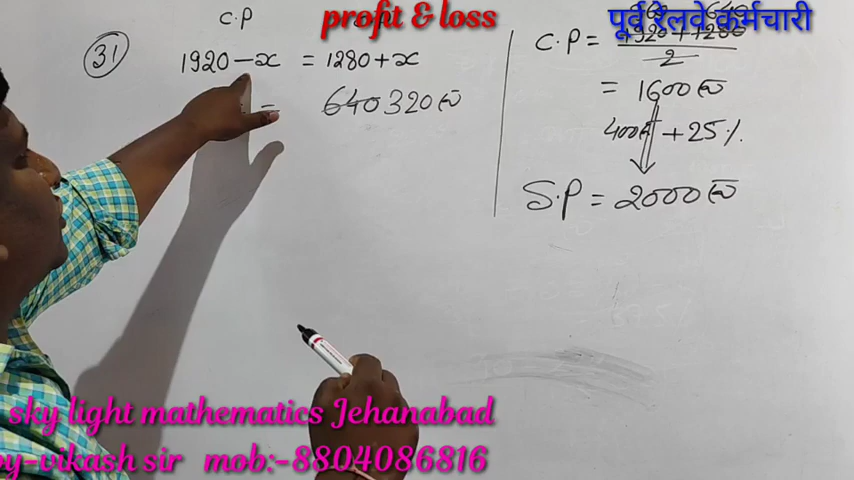 profit & loss
पूर्व रेलवे कर्मचारी
C.P
31
1920 - x = 1280 + x
= 640 320 रु
C.P = 1920 + 1280
2
= 1600 रु
400 + 25%
S.P = 2000 रु
sky light mathematics Jehanabad
by-vikash sir mob:-8804086816